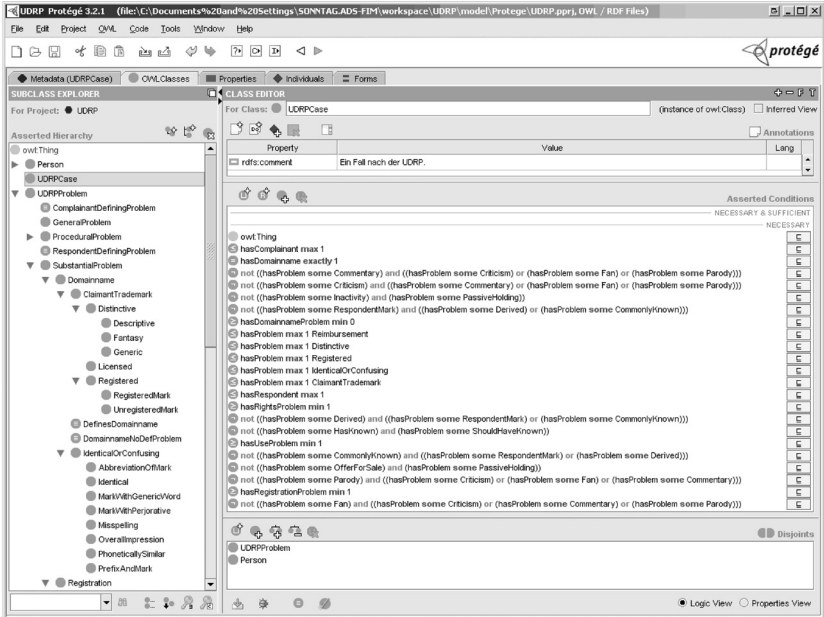 UDRP Protégé 3.2.1 (file:\C:\Documents%20and%20Settings\SONNTAG.ADS-FIM\workspace\UDRP\model\Protege\UDRP.pprj, OWL / RDF Files)
File Edit Project OWL Code Tools Window Help
protégé
Metadata (UDRPCase) OWLClasses Properties Individuals Forms
SUBCLASS EXPLORER
For Project: UDRP
Asserted Hierarchy
owl:Thing
Person
UDRPCase
UDRPProblem
ComplainantDefiningProblem
GeneralProblem
ProceduralProblem
RespondentDefiningProblem
SubstantialProblem
Domainname
ClaimantTrademark
Distinctive
Descriptive
Fantasy
Generic
Licensed
Registered
RegisteredMark
UnregisteredMark
DefinesDomainname
DomainnameNoDefProblem
IdenticalOrConfusing
AbbreviationOfMark
Identical
MarkWithGenericWord
MarkWithPerjorative
Misspelling
OverallImpression
PhoneticallySimilar
PrefixAndMark
Registration
CLASS EDITOR
For Class: UDRPCase (instance of owl:Class) Inferred View
Annotations
Property Value Lang
rdfs:comment Ein Fall nach der UDRP.
Asserted Conditions
NECESSARY & SUFFICIENT
NECESSARY
owl:Thing
hasComplainant max 1
hasDomainname exactly 1
not ((hasProblem some Commentary) and ((hasProblem some Criticism) or (hasProblem some Fan) or (hasProblem some Parody)))
not ((hasProblem some Criticism) and ((hasProblem some Commentary) or (hasProblem some Fan) or (hasProblem some Parody)))
not ((hasProblem some Inactivity) and (hasProblem some PassiveHolding))
not ((hasProblem some RespondentMark) and ((hasProblem some Derived) or (hasProblem some CommonlyKnown)))
hasDomainnameProblem min 0
hasProblem max 1 Reimbursement
hasProblem max 1 Distinctive
hasProblem max 1 Registered
hasProblem max 1 IdenticalOrConfusing
hasProblem max 1 ClaimantTrademark
hasRespondent max 1
hasRightsProblem min 1
not ((hasProblem some Derived) and ((hasProblem some RespondentMark) or (hasProblem some CommonlyKnown)))
not ((hasProblem some HasKnown) and (hasProblem some ShouldHaveKnown))
hasUseProblem min 1
not ((hasProblem some CommonlyKnown) and ((hasProblem some RespondentMark) or (hasProblem some Derived)))
not ((hasProblem some OfferForSale) and (hasProblem some PassiveHolding))
not ((hasProblem some Parody) and ((hasProblem some Criticism) or (hasProblem some Fan) or (hasProblem some Commentary)))
hasRegistrationProblem min 1
not ((hasProblem some Fan) and ((hasProblem some Criticism) or (hasProblem some Commentary) or (hasProblem some Parody)))
Disjoints
UDRPProblem
Person
Logic View Properties View